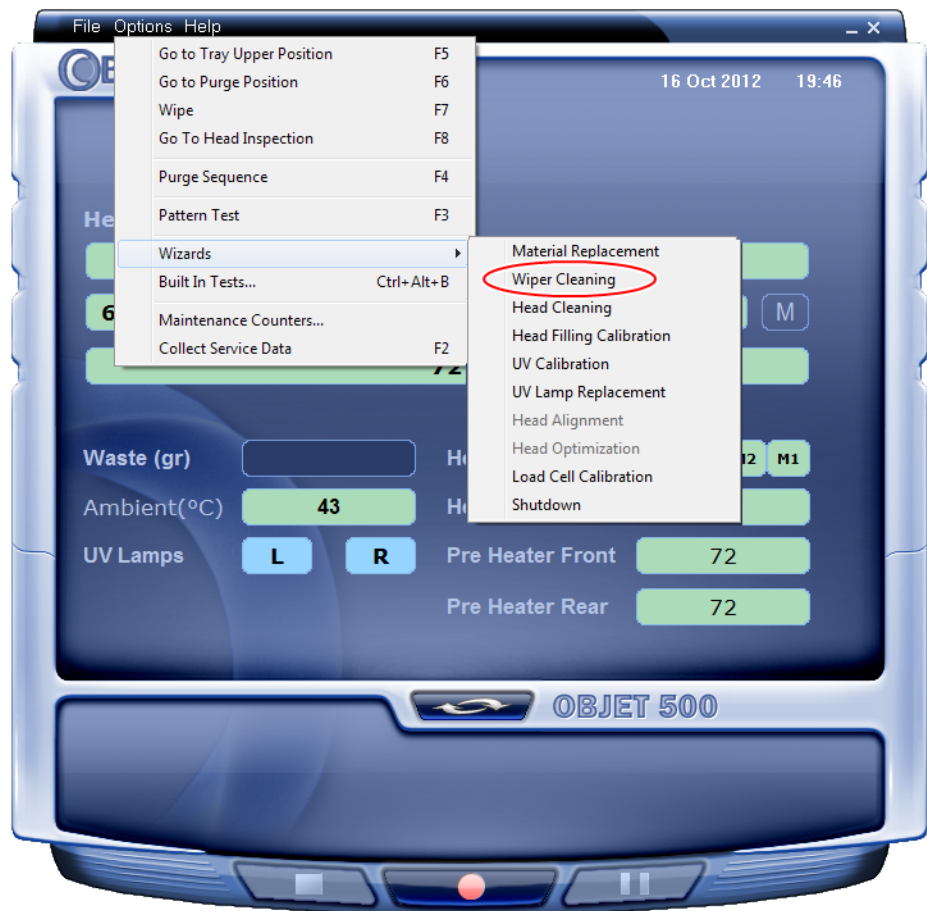 File Options Help
16 Oct 2012 19:46
Go to Tray Upper Position F5
Go to Purge Position F6
Wipe F7
Go To Head Inspection F8
Purge Sequence F4
Pattern Test F3
Wizards
Built In Tests... Ctrl+Alt+B
Maintenance Counters...
Collect Service Data F2
Material Replacement
Wiper Cleaning
Head Cleaning
Head Filling Calibration
UV Calibration
UV Lamp Replacement
Head Alignment
Head Optimization
Load Cell Calibration
Shutdown
M
Waste (gr)
M1
Ambient(°C) 43
UV Lamps L R
Pre Heater Front 72
Pre Heater Rear 72
OBJET 500